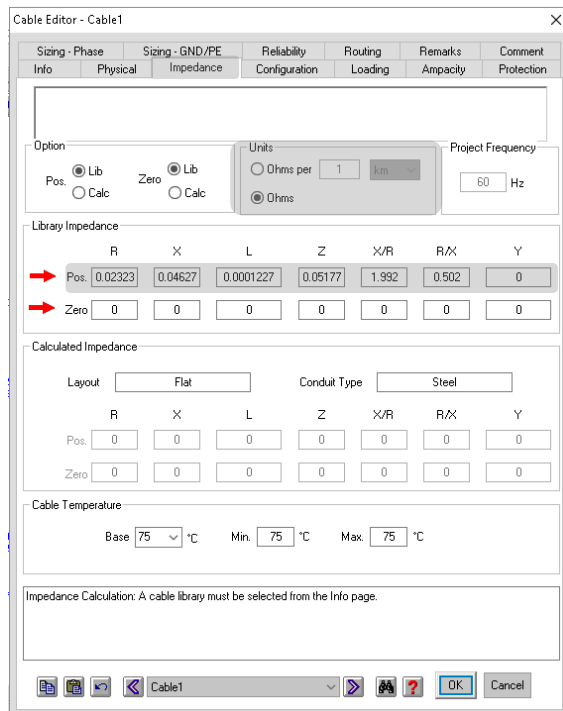 Cable Editor - Cable1
Sizing - Phase Sizing - GND/PE Reliability Routing Remarks Comment
Info Physical Impedance Configuration Loading Ampacity Protection
Option Units Project Frequency
Pos. Lib Zero Lib Ohms per 1 km
Calc Calc Ohms 60 Hz
Library Impedance
R X L Z X/R R/X Y
Pos. 0.02323 0.04627 0.0001227 0.05177 1.992 0.502 0
Zero 0 0 0 0 0 0 0
Calculated Impedance
Layout Flat Conduit Type Steel
R X L Z X/R R/X Y
Pos. 0 0 0 0 0 0 0
Zero 0 0 0 0 0 0 0
Cable Temperature
Base 75 °C Min. 75 °C Max. 75 °C
Impedance Calculation: A cable library must be selected from the Info page.
Cable1 ? OK Cancel